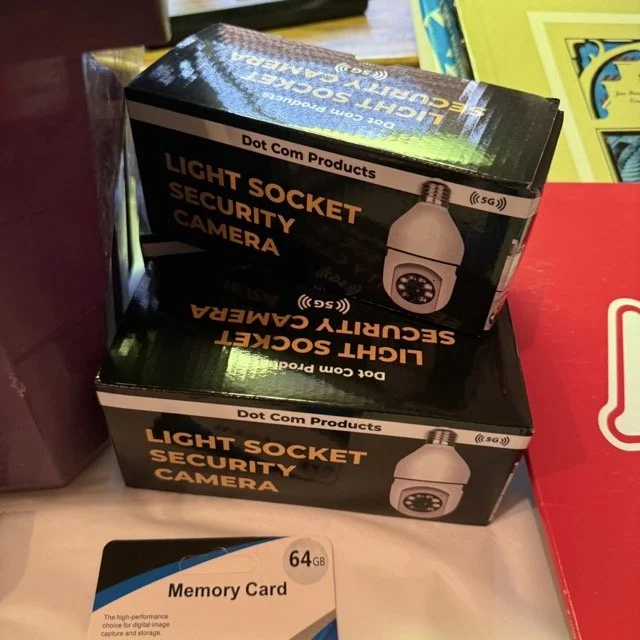 LIGHT SOCKET
SECURITY CAMERA
Dot Com Products
5G
Dot Com Products
LIGHT SOCKET
SECURITY
CAMERA
5G
5G
SECURITY CAMERA
LIGHT SOCKET
Dot Com
Dot Com Products
LIGHT SOCKET
SECURITY
CAMERA
5G
64GB
Memory Card
The high-performance
choice for digital image
capture and storage.